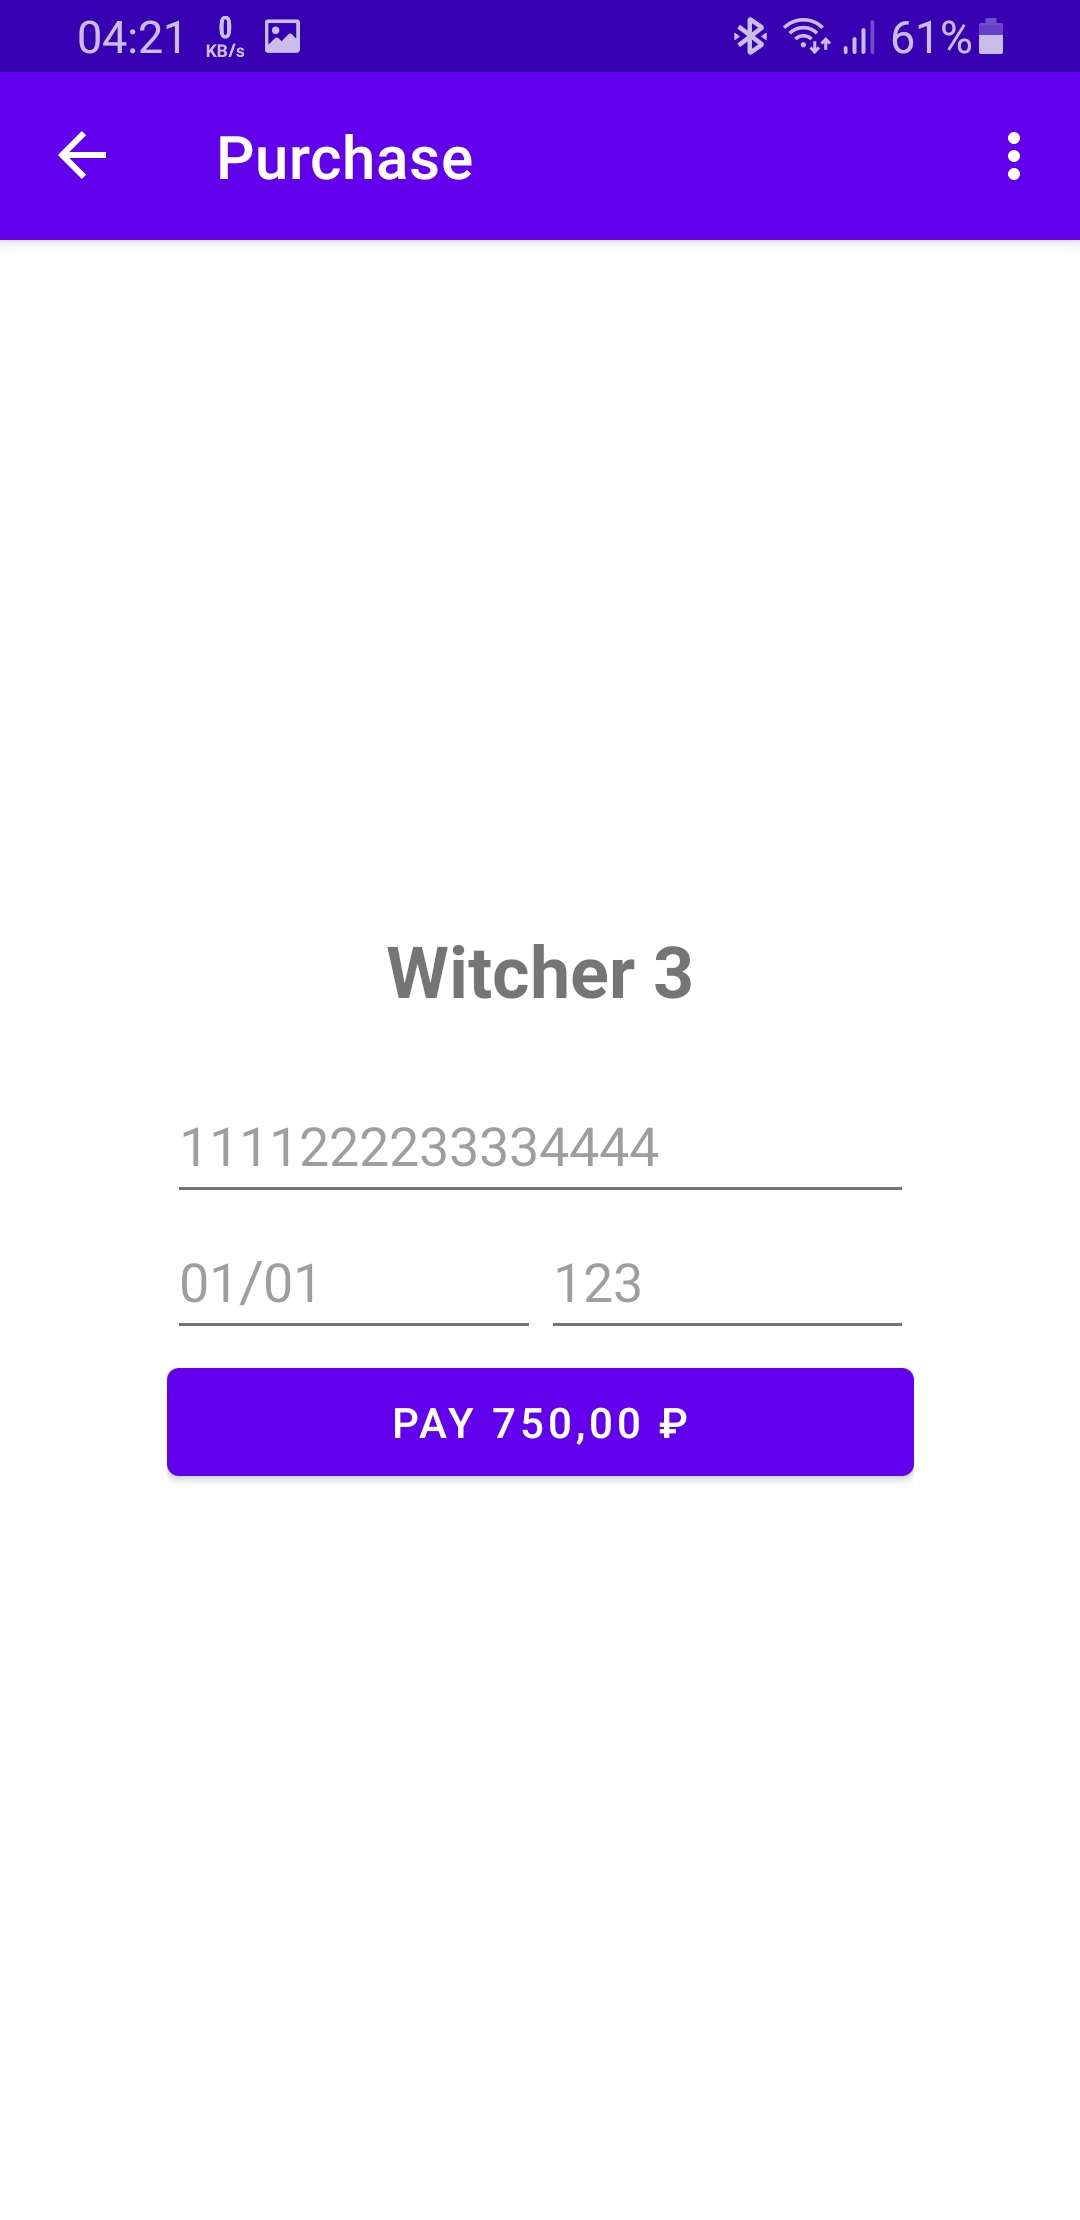 04:21 0 KB/s 61%
Purchase
Witcher 3
1111222233334444
01/01 123
PAY 750,00 ₽